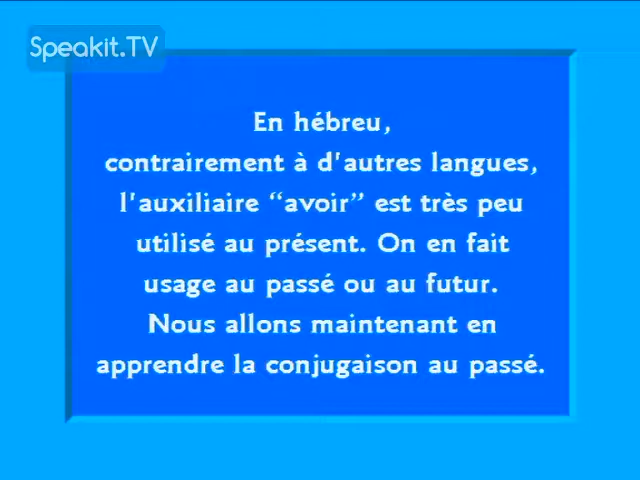 Speakit.TV
En hébreu,
contrairement à d'autres langues,
l'auxiliaire “avoir” est très peu
utilisé au présent. On en fait
usage au passé ou au futur.
Nous allons maintenant en
apprendre la conjugaison au passé.